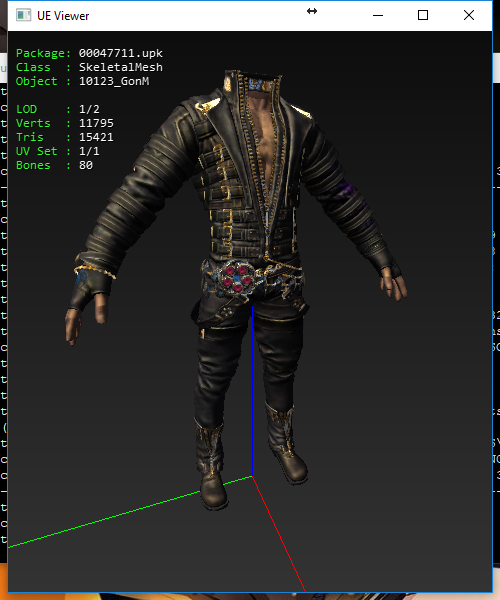 UE Viewer
Package: 00047711.upk
Class : SkeletalMesh
Object : 10123_GonM
LOD : 1/2
Verts : 11795
Tris : 15421
UV Set : 1/1
Bones : 80